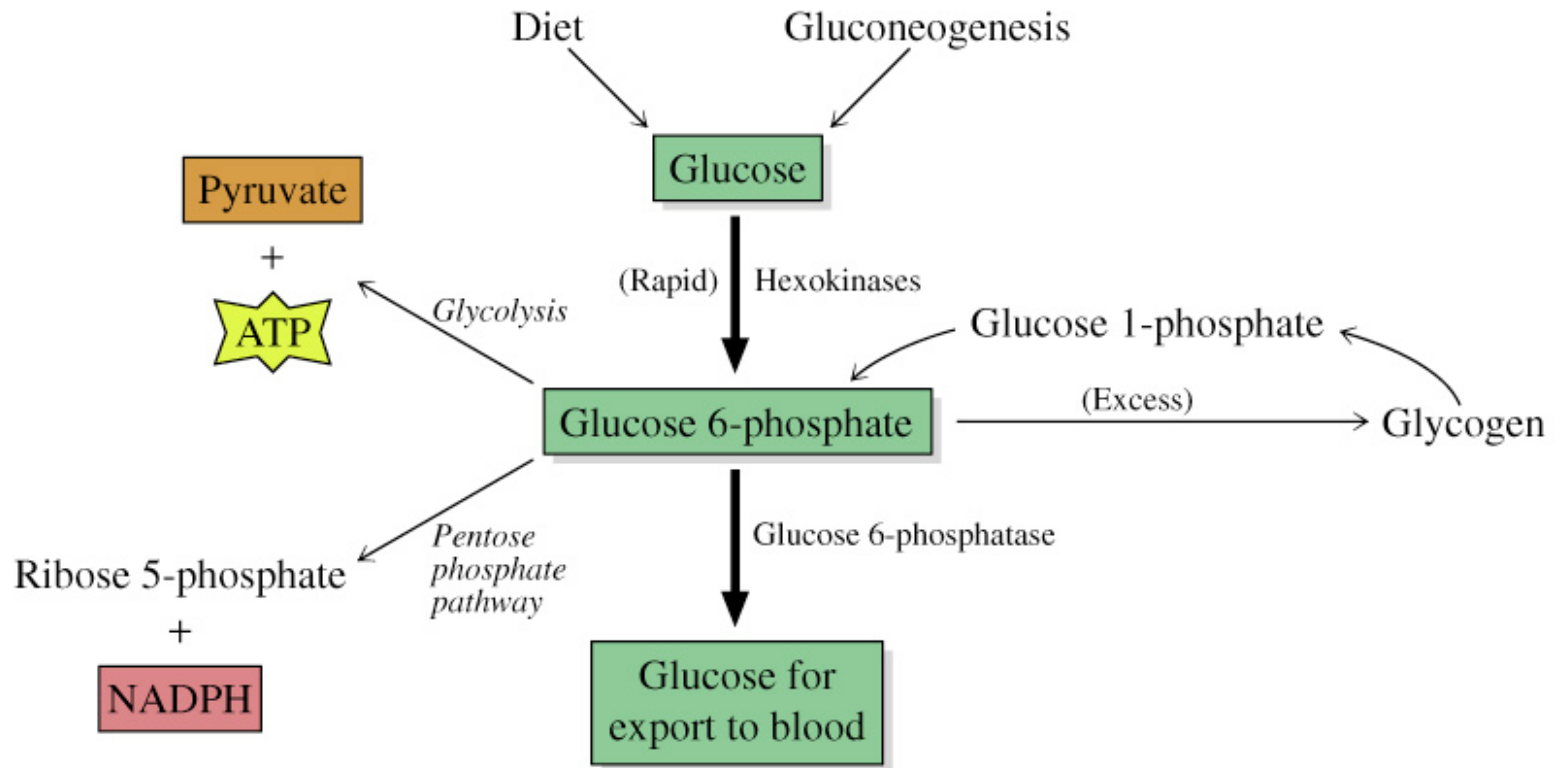 Diet
Gluconeogenesis
Glucose
Pyruvate
+
ATP
Glycolysis
(Rapid)
Hexokinases
Glucose 1-phosphate
Glucose 6-phosphate
(Excess)
Glycogen
Pentose
phosphate
pathway
Glucose 6-phosphatase
Ribose 5-phosphate
+
NADPH
Glucose for
export to blood